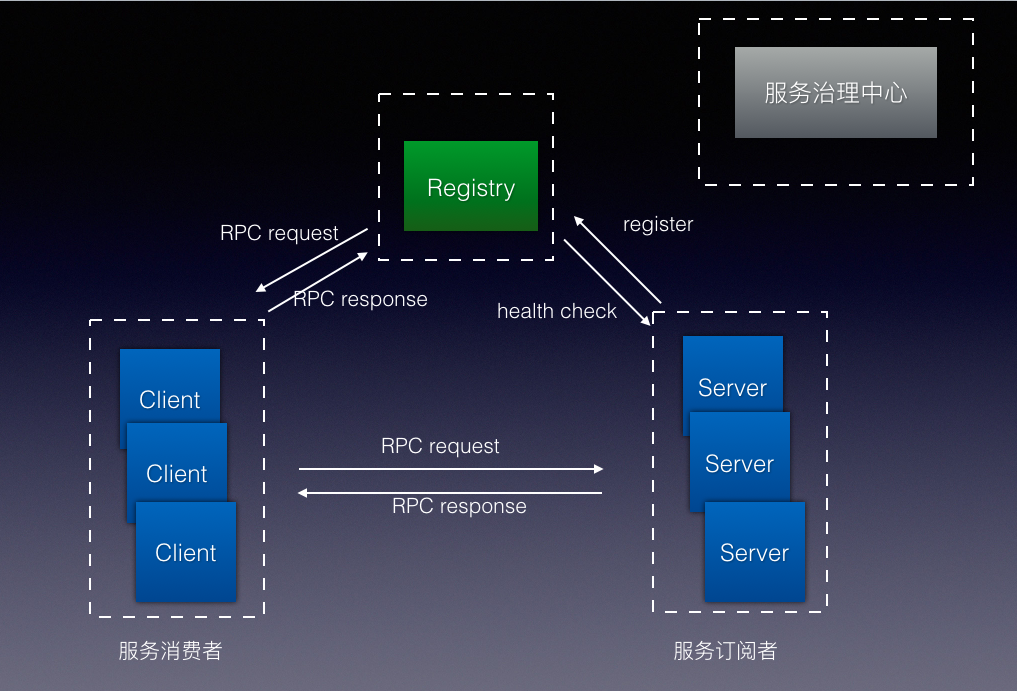 服务治理中心
Registry
RPC request
register
RPC response
health check
Client
Client
Client
Server
Server
Server
RPC request
RPC response
服务消费者
服务订阅者